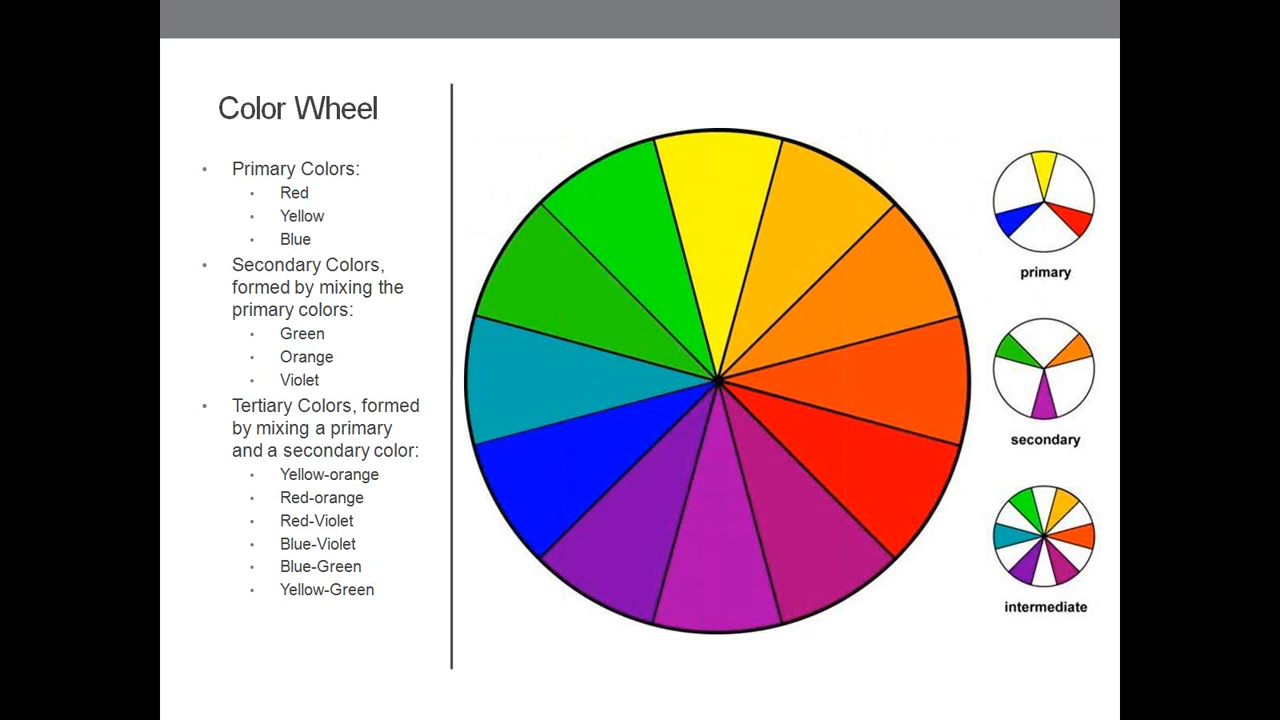 Color Wheel
• Primary Colors:
• Red
• Yellow
• Blue
• Secondary Colors,
formed by mixing the
primary colors:
• Green
• Orange
• Violet
• Tertiary Colors, formed
by mixing a primary
and a secondary color:
• Yellow-orange
• Red-orange
• Red-Violet
• Blue-Violet
• Blue-Green
• Yellow-Green
primary
secondary
intermediate